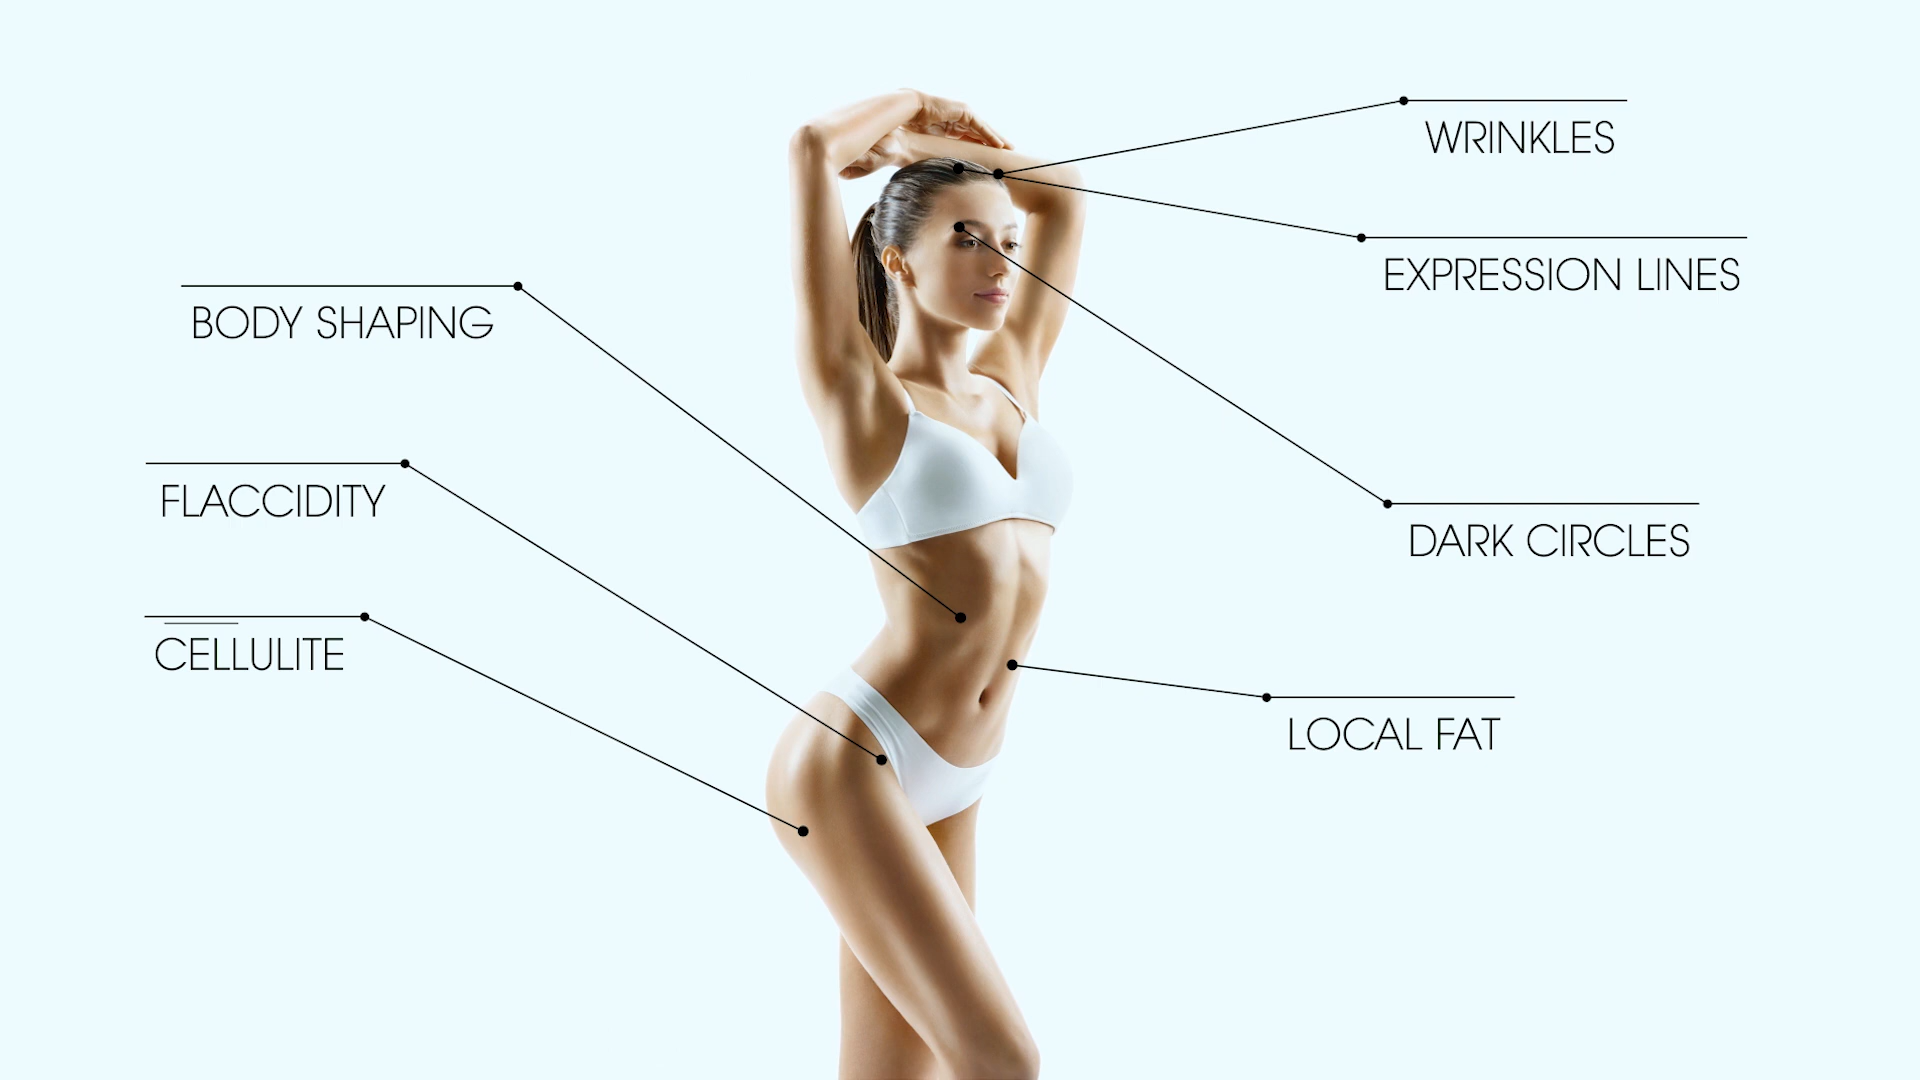 WRINKLES
EXPRESSION LINES
BODY SHAPING
FLACCIDITY
DARK CIRCLES
CELLULITE
LOCAL FAT